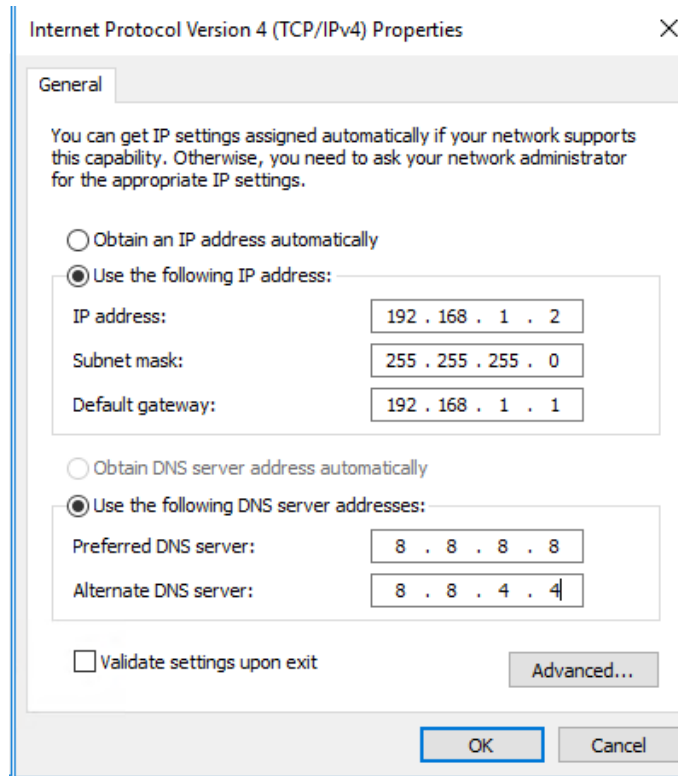 Internet Protocol Version 4 (TCP/IPv4) Properties
General
You can get IP settings assigned automatically if your network supports
this capability. Otherwise, you need to ask your network administrator
for the appropriate IP settings.
Obtain an IP address automatically
Use the following IP address:
IP address: 192 . 168 . 1 . 2
Subnet mask: 255 . 255 . 255 . 0
Default gateway: 192 . 168 . 1 . 1
Obtain DNS server address automatically
Use the following DNS server addresses:
Preferred DNS server: 8 . 8 . 8 . 8
Alternate DNS server: 8 . 8 . 4 . 4
Validate settings upon exit
Advanced...
OK Cancel